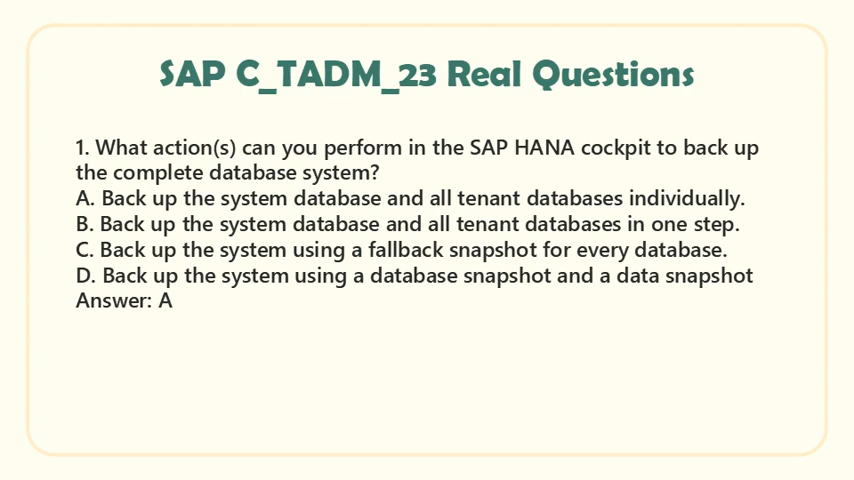 SAP C_TADM_23 Real Questions
1. What action(s) can you perform in the SAP HANA cockpit to back up
the complete database system?
A. Back up the system database and all tenant databases individually.
B. Back up the system database and all tenant databases in one step.
C. Back up the system using a fallback snapshot for every database.
D. Back up the system using a database snapshot and a data snapshot
Answer: A